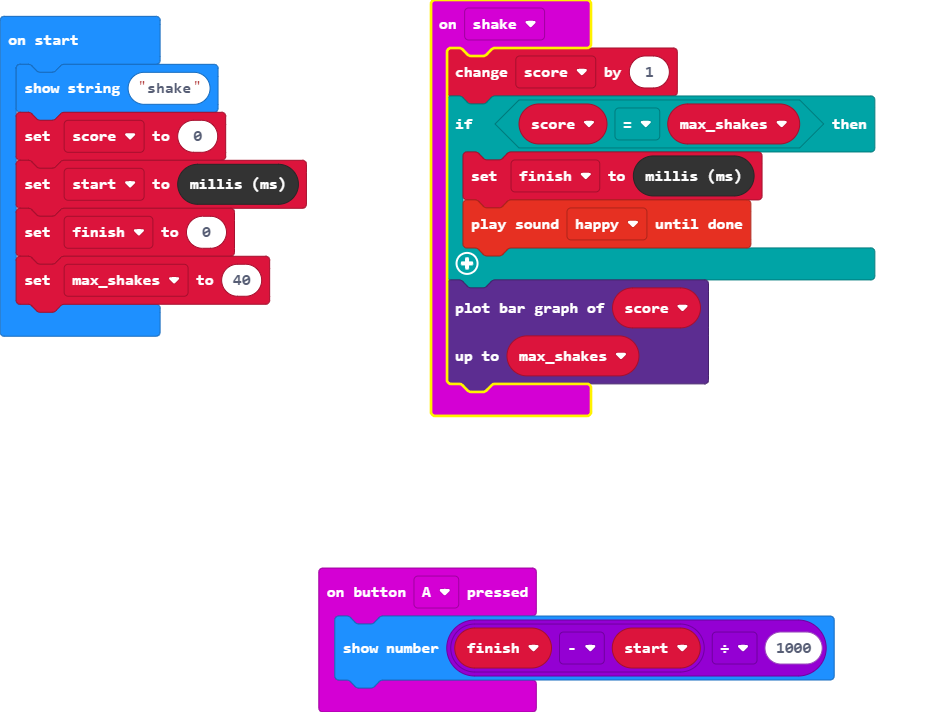 on start
show string "shake"
set score to 0
set start to millis (ms)
set finish to 0
set max_shakes to 40
on shake
change score by 1
if score = max_shakes then
set finish to millis (ms)
play sound happy until done
plot bar graph of score
up to max_shakes
on button A pressed
show number finish - start ÷ 1000